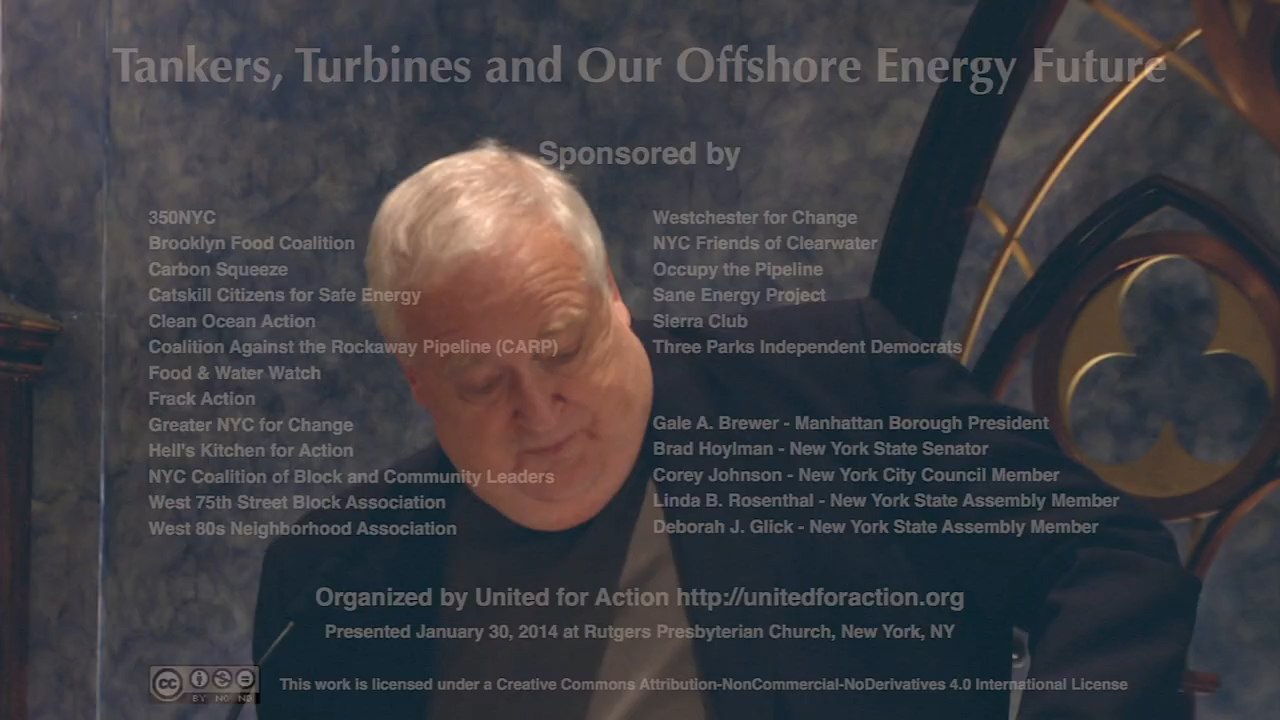 Tankers, Turbines and Our Offshore Energy Future
Sponsored by
350NYC
Brooklyn Food Coalition
Carbon Squeeze
Catskill Citizens for Safe Energy
Clean Ocean Action
Coalition Against the Rockaway Pipeline (CARP)
Food & Water Watch
Frack Action
Greater NYC for Change
Hell's Kitchen for Action
NYC Coalition of Block and Community Leaders
West 75th Street Block Association
West 80s Neighborhood Association
Westchester for Change
NYC Friends of Clearwater
Occupy the Pipeline
Sane Energy Project
Sierra Club
Three Parks Independent Democrats
Gale A. Brewer - Manhattan Borough President
Brad Hoylman - New York State Senator
Corey Johnson - New York City Council Member
Linda B. Rosenthal - New York State Assembly Member
Deborah J. Glick - New York State Assembly Member
Organized by United for Action http://unitedforaction.org
Presented January 30, 2014 at Rutgers Presbyterian Church, New York, NY
cc BY NC ND
This work is licensed under a Creative Commons Attribution-NonCommercial-NoDerivatives 4.0 International License